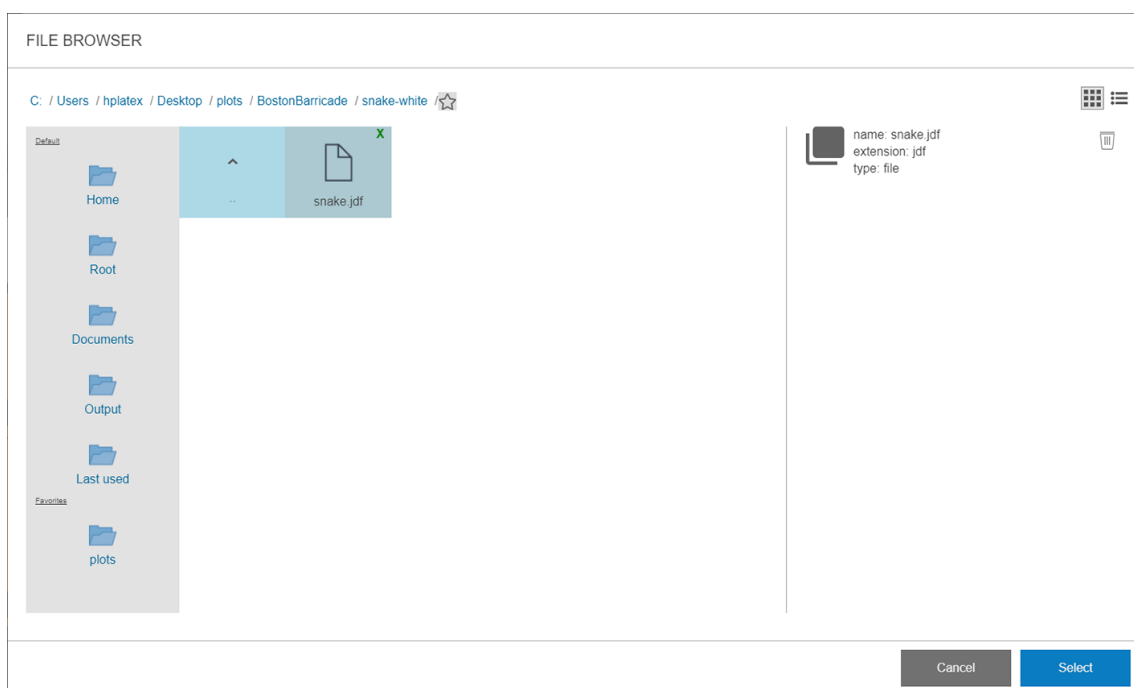 FILE BROWSER
C: / Users / hplatex / Desktop / plots / BostonBarricade / snake-white /
Default
Home
Root
Documents
Output
Last used
Favorites
plots
..
X
snake.jdf
name: snake.jdf
extension: jdf
type: file
Cancel
Select